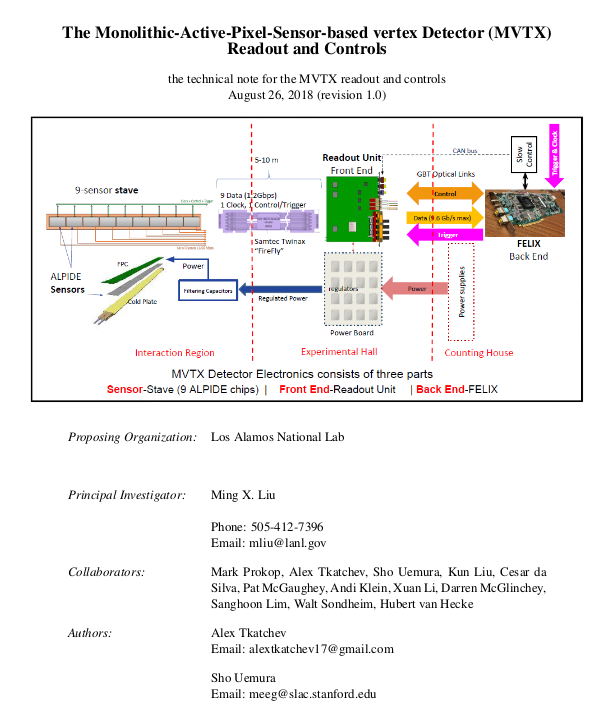 The Monolithic-Active-Pixel-Sensor-based vertex Detector (MVTX)
Readout and Controls
the technical note for the MVTX readout and controls
August 26, 2018 (revision 1.0)
5-10 m
Readout Unit
Front End
CAN bus
Slow
Control
Trigger & Clock
GBT Optical Links
9-sensor stave
9 Data (1.2Gbps)
1 Clock, 1 Control/Trigger
Control
Data (9.6 Gb/s max)
Trigger
FELIX
Back End
Samtec Twinax
"FireFly"
ALPIDE
Sensors
FPC
Cold Plate
Power
Filtering Capacitors
Regulated Power
regulators
Power Board
Power
Power supplies
Interaction Region
Experimental Hall
Counting House
MVTX Detector Electronics consists of three parts
Sensor-Stave (9 ALPIDE chips) | Front End-Readout Unit | Back End-FELIX
Proposing Organization: Los Alamos National Lab
Principal Investigator: Ming X. Liu
Phone: 505-412-7396
Email: mliu@lanl.gov
Collaborators: Mark Prokop, Alex Tkatchev, Sho Uemura, Kun Liu, Cesar da
Silva, Pat McGaughey, Andi Klein, Xuan Li, Darren McGlinchey,
Sanghoon Lim, Walt Sondheim, Hubert van Hecke
Authors: Alex Tkatchev
Email: alextkatchev17@gmail.com
Sho Uemura
Email: meeg@slac.stanford.edu